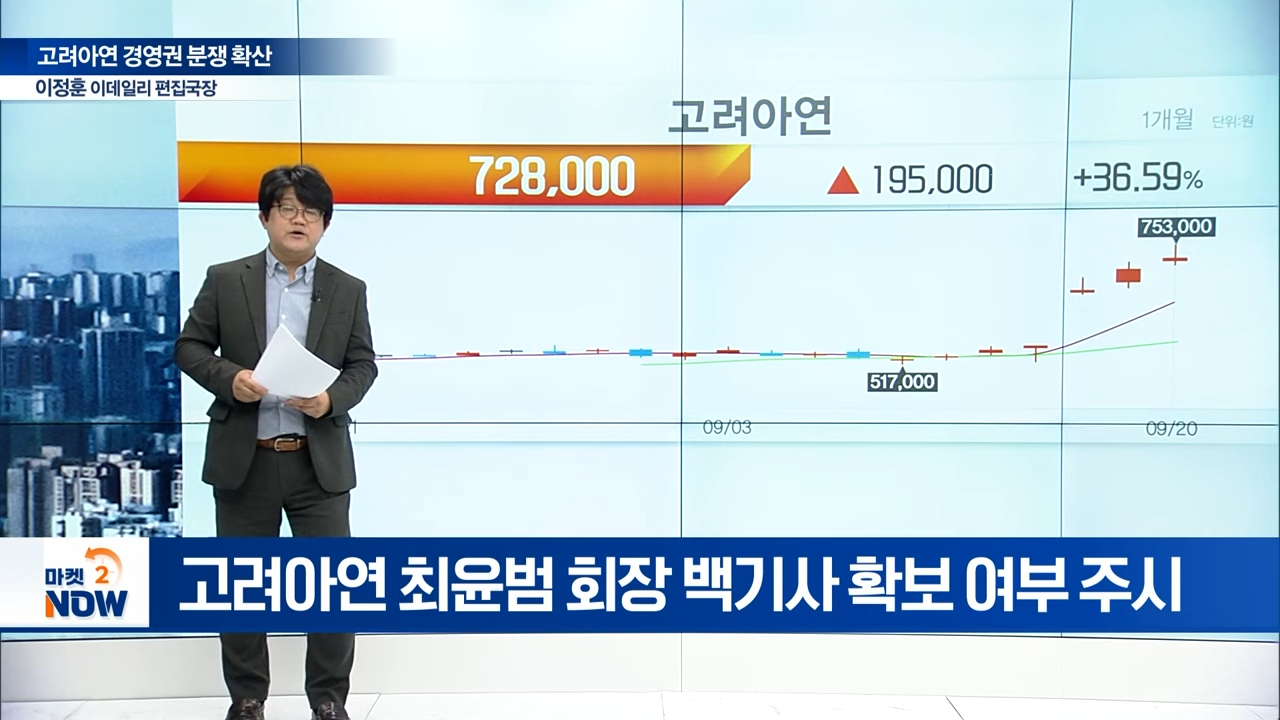 고려아연 경영권 분쟁 확산
이정훈 이데일리 편집국장
고려아연
1개월 단위:원
728,000 ▲ 195,000 +36.59%
753,000
517,000
09/03 09/20
마켓 2
NOW
고려아연 최윤범 회장 백기사 확보 여부 주시